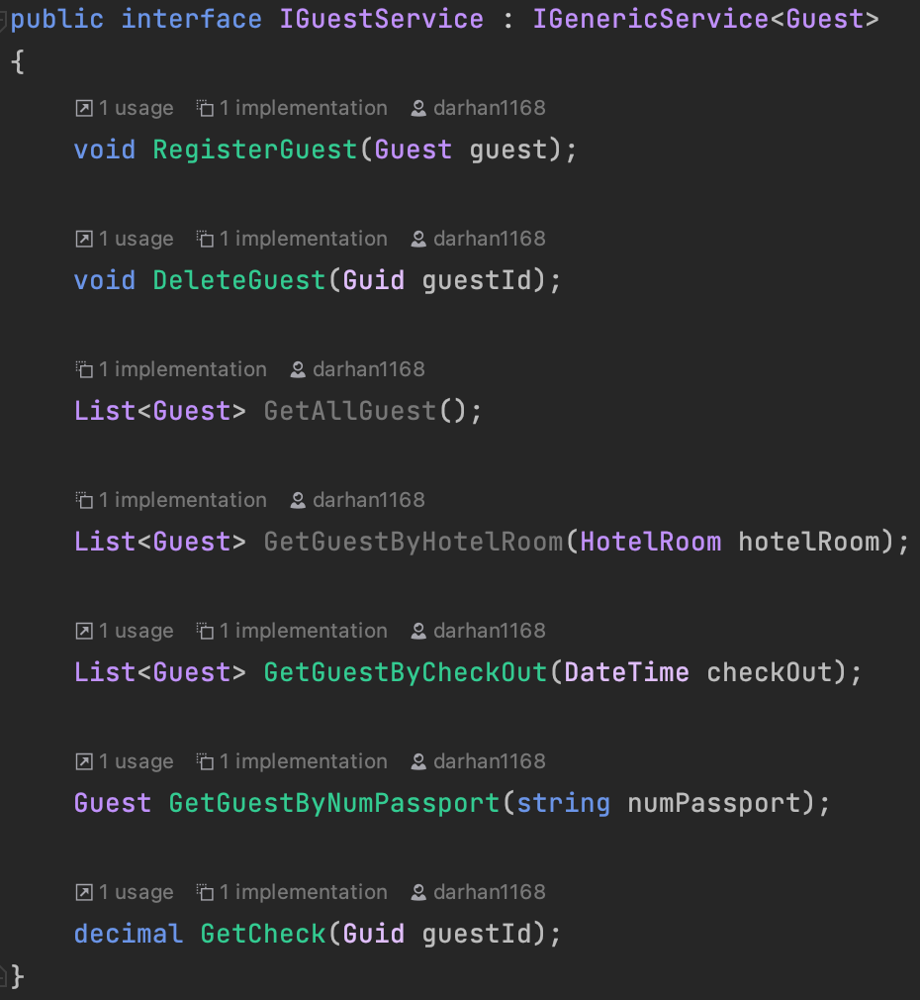 public interface IGuestService : IGenericService<Guest>
{
1 usage 1 implementation darhan1168
void RegisterGuest(Guest guest);
1 usage 1 implementation darhan1168
void DeleteGuest(Guid guestId);
1 implementation darhan1168
List<Guest> GetAllGuest();
1 implementation darhan1168
List<Guest> GetGuestByHotelRoom(HotelRoom hotelRoom);
1 usage 1 implementation darhan1168
List<Guest> GetGuestByCheckOut(DateTime checkOut);
1 usage 1 implementation darhan1168
Guest GetGuestByNumPassport(string numPassport);
1 usage 1 implementation darhan1168
decimal GetCheck(Guid guestId);
}